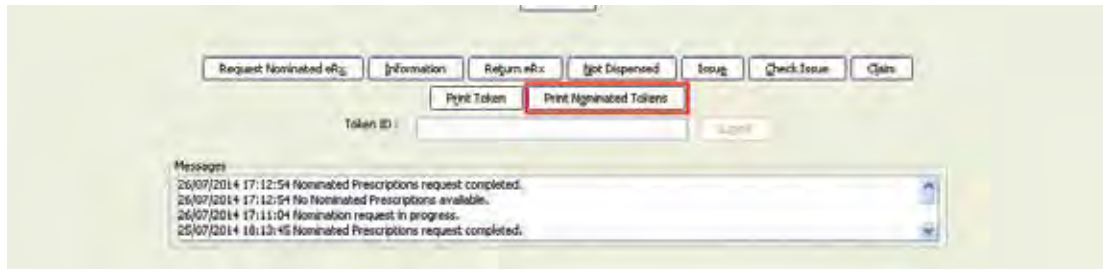 Request Nominated eRx Information Return eRx Not Dispensed Issue Check Issue Claim
Print Token Print Nominated Tokens
Token ID :
Messages
26/07/2014 17:12:54 Nominated Prescriptions request completed.
26/07/2014 17:12:54 No Nominated Prescriptions available.
26/07/2014 17:11:04 Nomination request in progress.
25/07/2014 18:13:45 Nominated Prescriptions request completed.